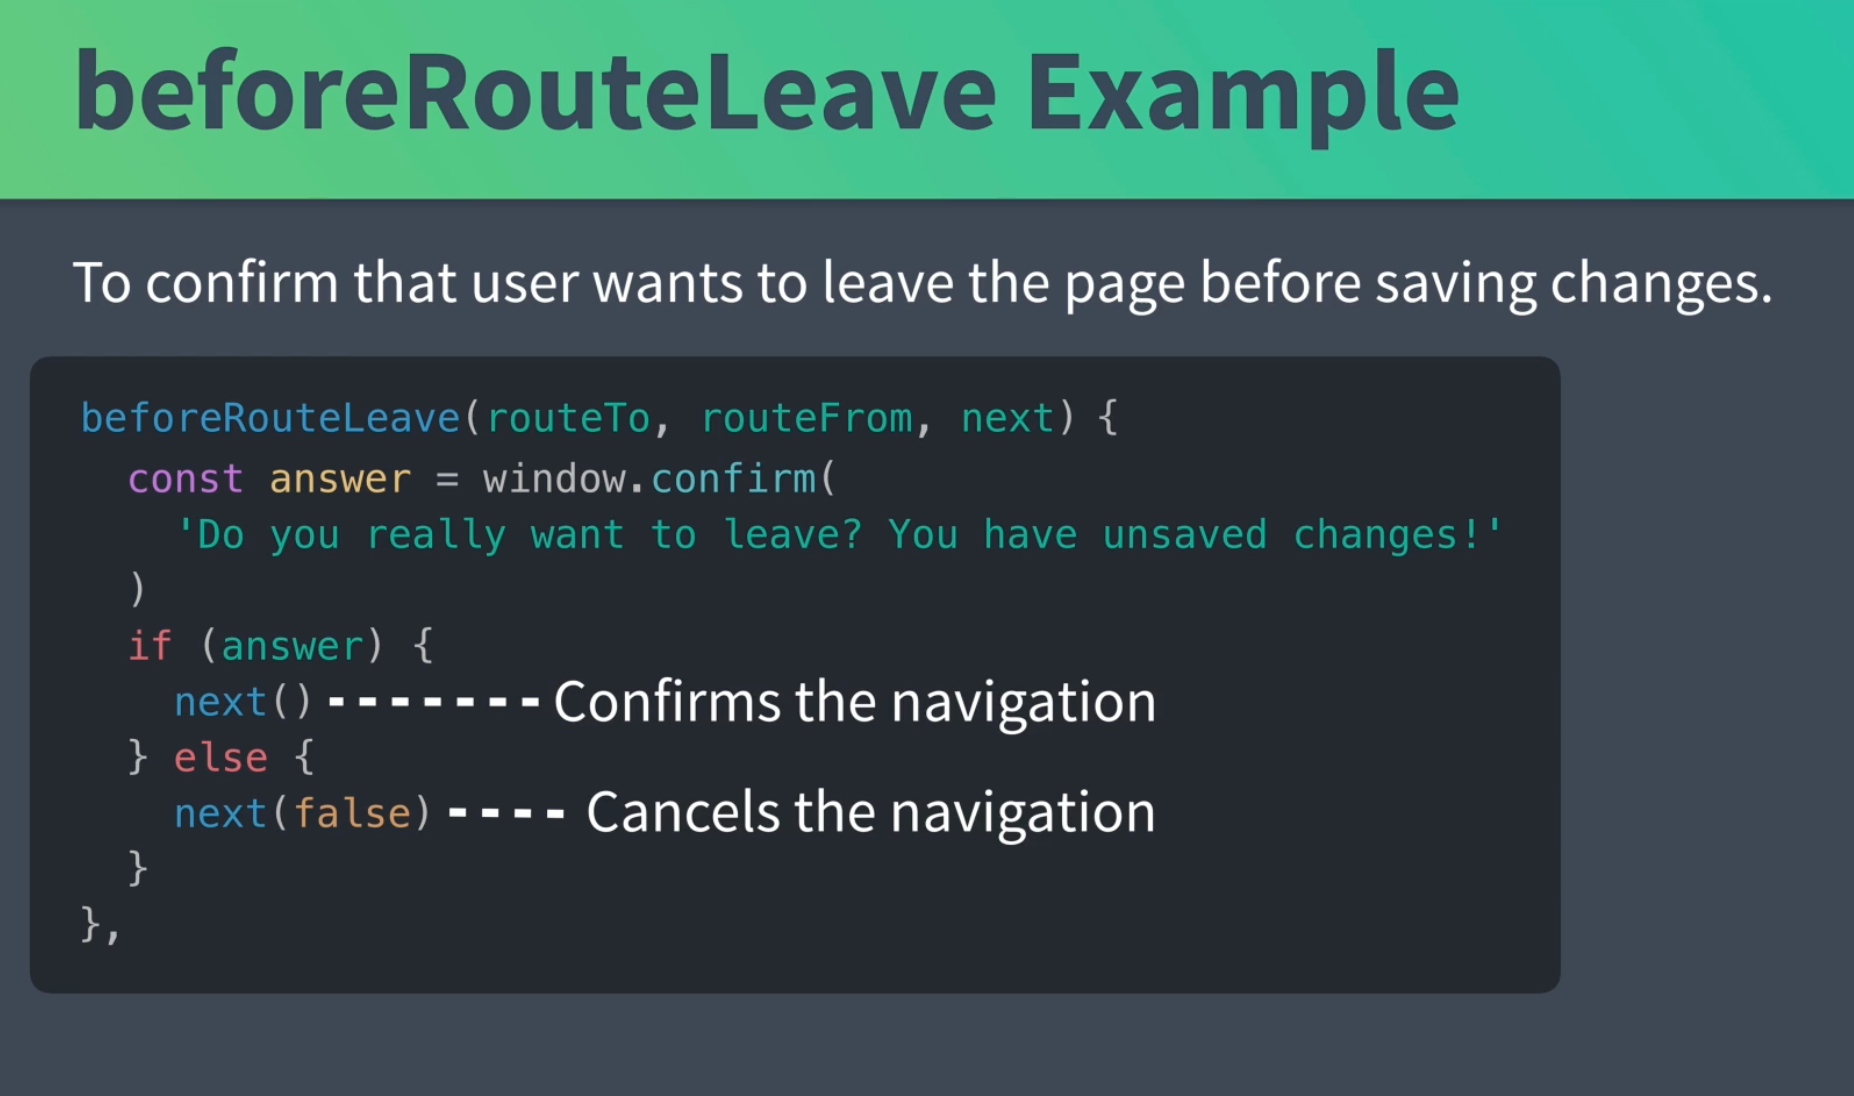 beforeRouteLeave Example
To confirm that user wants to leave the page before saving changes.
beforeRouteLeave(routeTo, routeFrom, next) {
  const answer = window.confirm(
    'Do you really want to leave? You have unsaved changes!'
  )
  if (answer) {
    next() ------- Confirms the navigation
  } else {
    next(false) ---- Cancels the navigation
  }
},